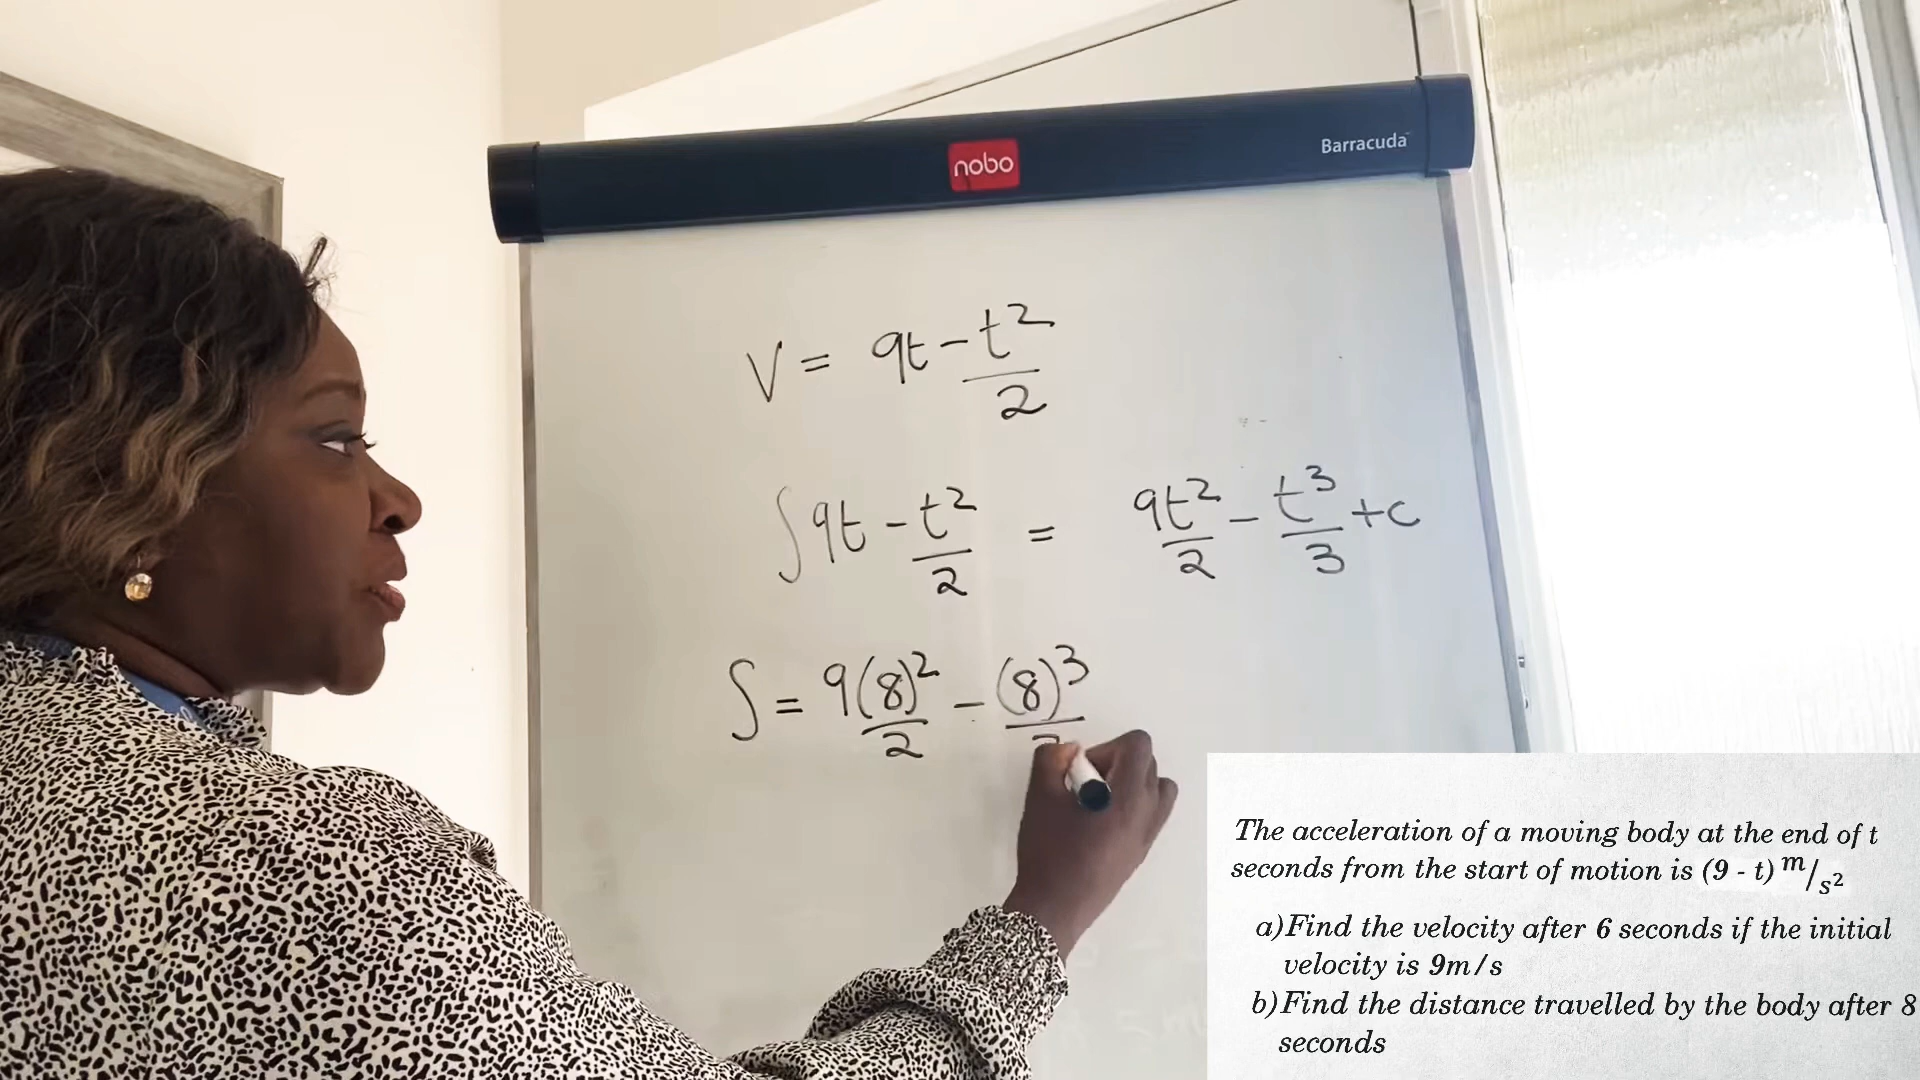 nobo
Barracuda
V = 9t - t²/2
∫9t - t²/2 = 9t²/2 - t³/3 + c
S = 9(8)²/2 - (8)³/
The acceleration of a moving body at the end of t
seconds from the start of motion is (9 - t) m/s²
a)Find the velocity after 6 seconds if the initial
velocity is 9m/s
b)Find the distance travelled by the body after 8
seconds